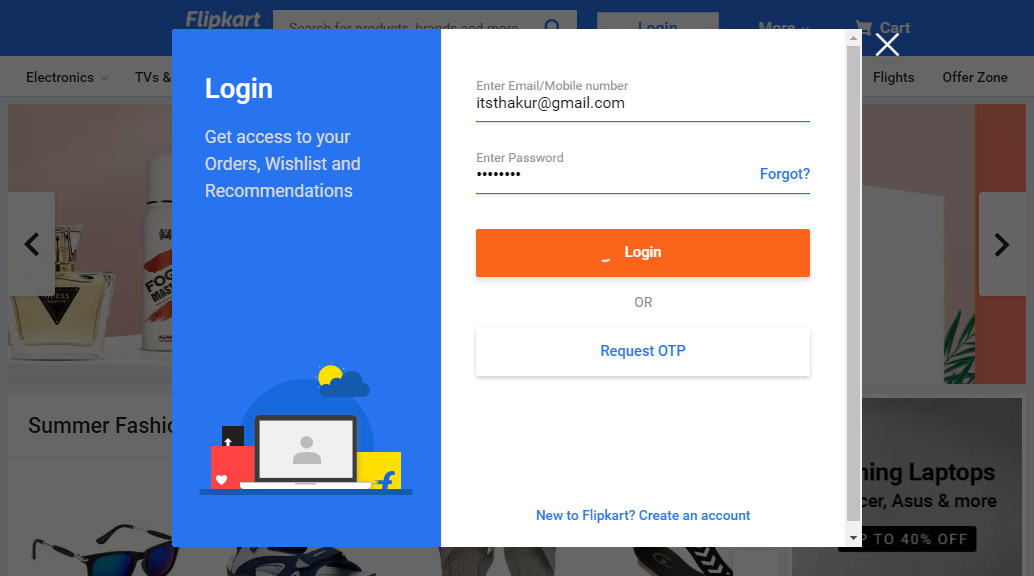 Flipkart
Search for products, brands and more
Login
More
Cart
Electronics
TVs &
Flights
Offer Zone
Login
Get access to your
Orders, Wishlist and
Recommendations
Enter Email/Mobile number
itsthakur@gmail.com
Enter Password
••••••••
Forgot?
Login
OR
Request OTP
New to Flipkart? Create an account
GUESS
Summer Fashio
ing Laptops
cer, Asus & more
P TO 40% OFF